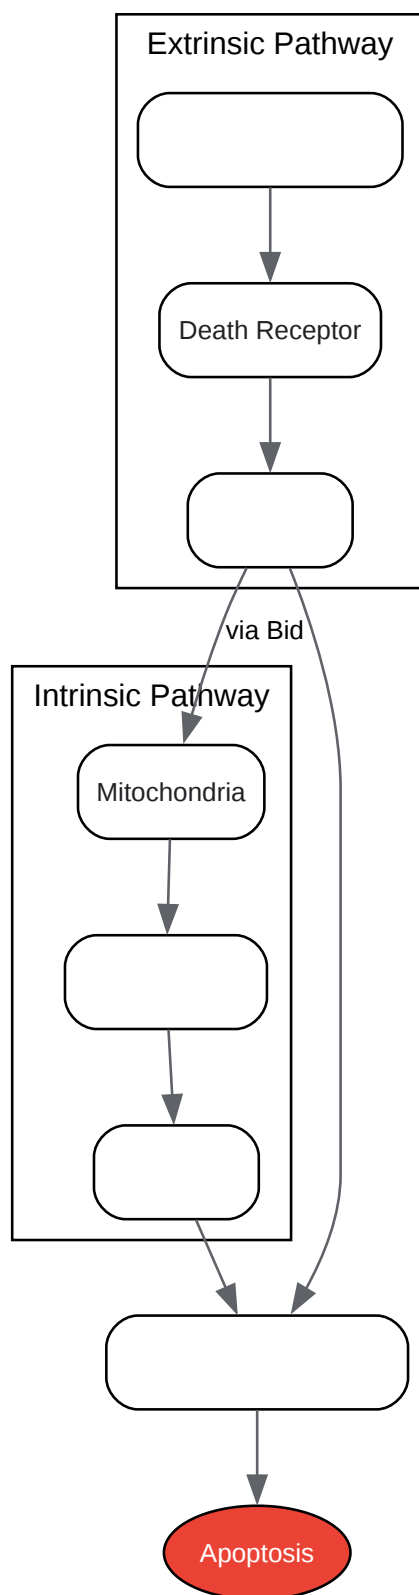 Extrinsic Pathway
Death Receptor
via Bid
Intrinsic Pathway
Mitochondria
Apoptosis